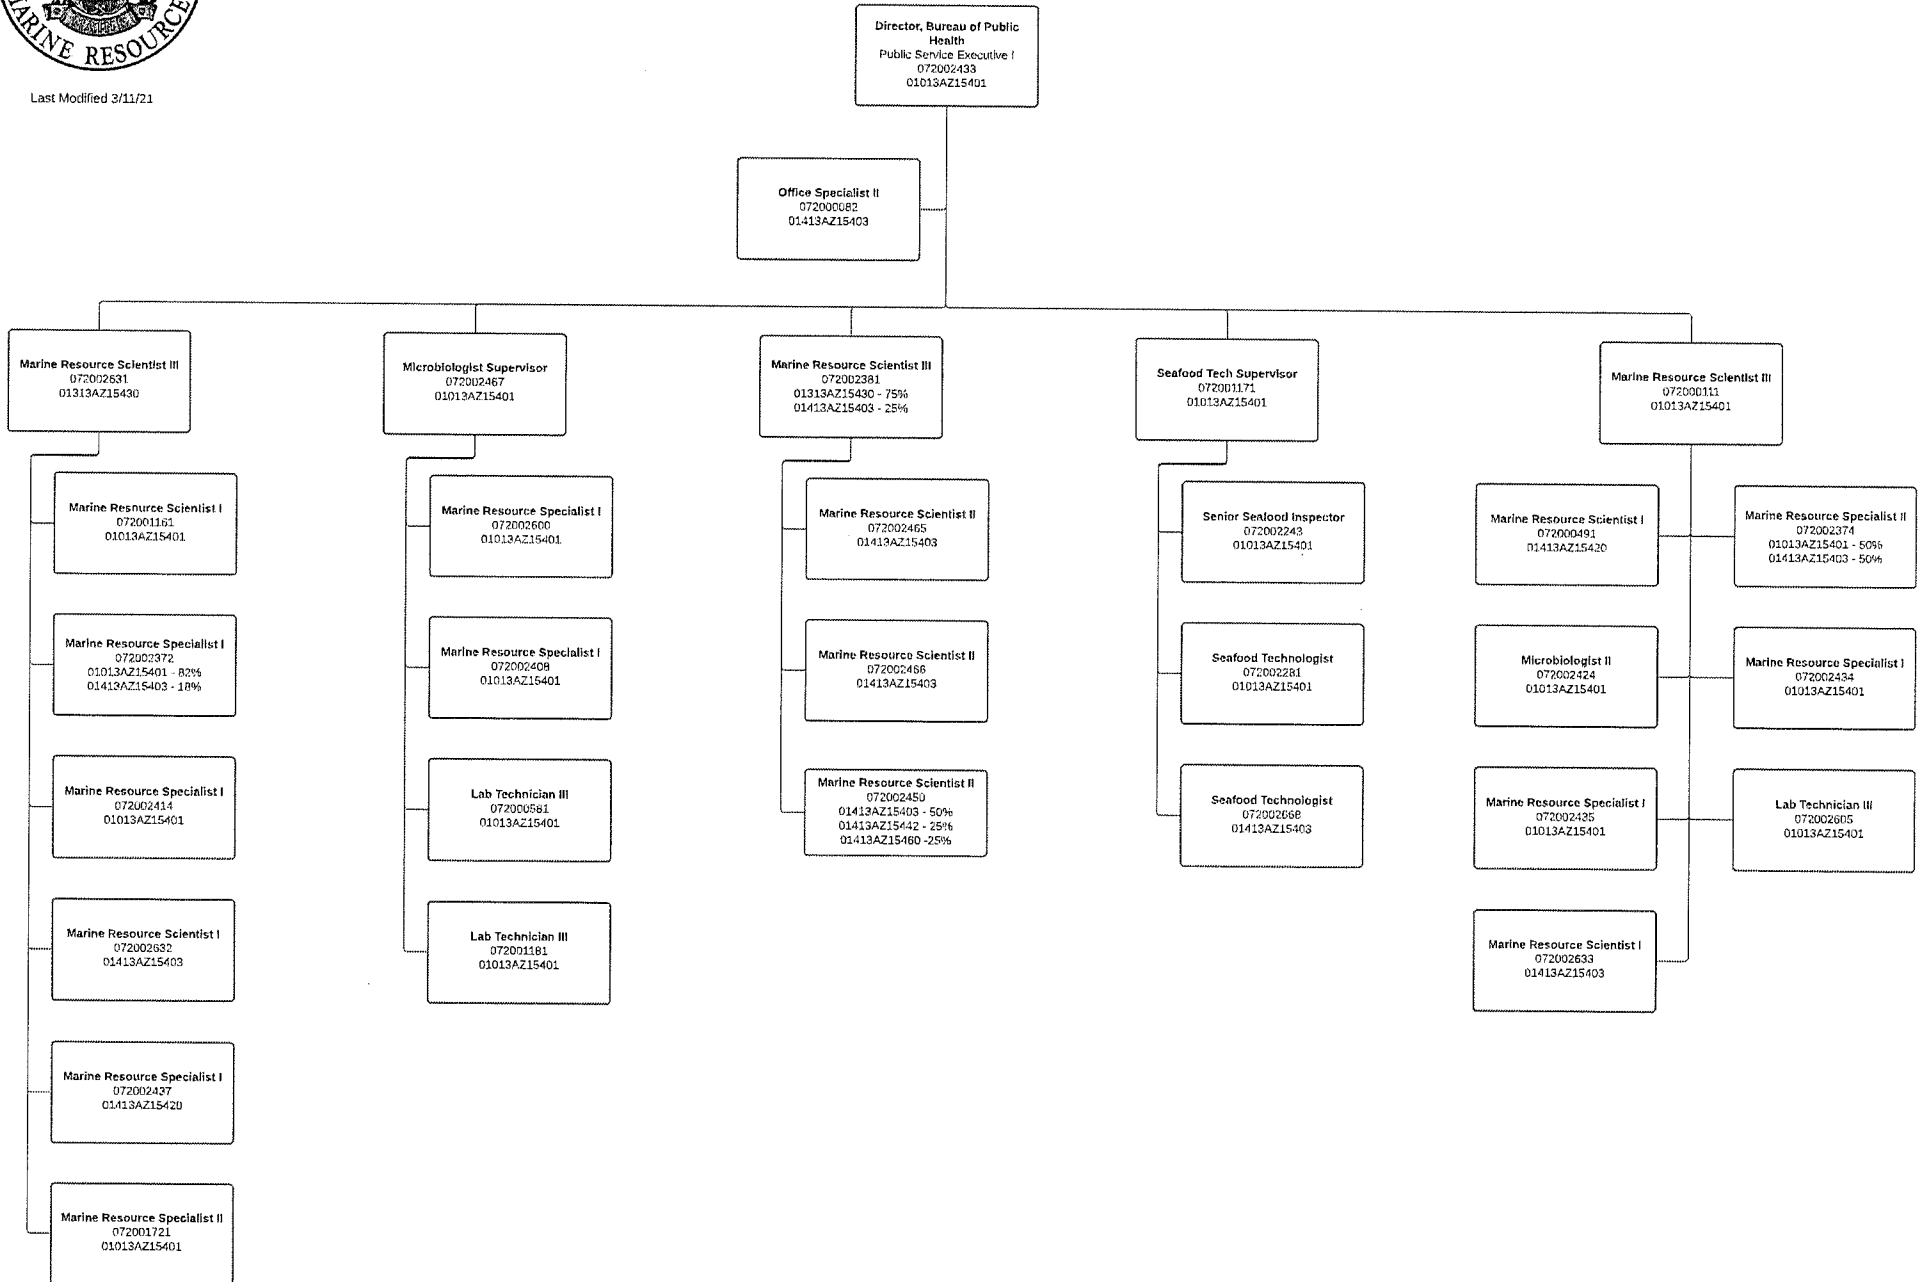 MARINE RESOURCE
Last Modified 3/11/21
Director, Bureau of Public
Health
Public Service Executive I
072002433
01013AZ15401
Office Specialist II
072000082
01413AZ15403
Marine Resource Scientist III
072002631
01313AZ15430
Microbiologist Supervisor
072002467
01013AZ15401
Marine Resource Scientist III
072002381
01313AZ15430 - 75%
01413AZ15403 - 25%
Seafood Tech Supervisor
072001171
01013AZ15401
Marine Resource Scientist III
072000111
01013AZ15401
Marine Resource Scientist I
072001161
01013AZ15401
Marine Resource Specialist I
072002372
01013AZ15401 - 82%
01413AZ15403 - 18%
Marine Resource Specialist I
072002414
01013AZ15401
Marine Resource Scientist I
072002632
01413AZ15403
Marine Resource Specialist I
072002437
01413AZ15420
Marine Resource Specialist II
072001721
01013AZ15401
Marine Resource Specialist I
072002600
01013AZ15401
Marine Resource Specialist I
072002408
01013AZ15401
Lab Technician III
072000581
01013AZ15401
Lab Technician III
072001181
01013AZ15401
Marine Resource Scientist II
072002465
01413AZ15403
Marine Resource Scientist II
072002466
01413AZ15403
Marine Resource Scientist II
072002450
01413AZ15403 - 50%
01413AZ15442 - 25%
01413AZ15460 -25%
Senior Seafood Inspector
072002243
01013AZ15401
Seafood Technologist
072002281
01013AZ15401
Seafood Technologist
072002668
01413AZ15403
Marine Resource Scientist I
072000491
01413AZ15420
Marine Resource Specialist II
072002374
01013AZ15401 - 50%
01413AZ15403 - 50%
Microbiologist II
072002424
01013AZ15401
Marine Resource Specialist I
072002434
01013AZ15401
Marine Resource Specialist I
072002435
01013AZ15401
Lab Technician III
072002605
01013AZ15401
Marine Resource Scientist I
072002633
01413AZ15403